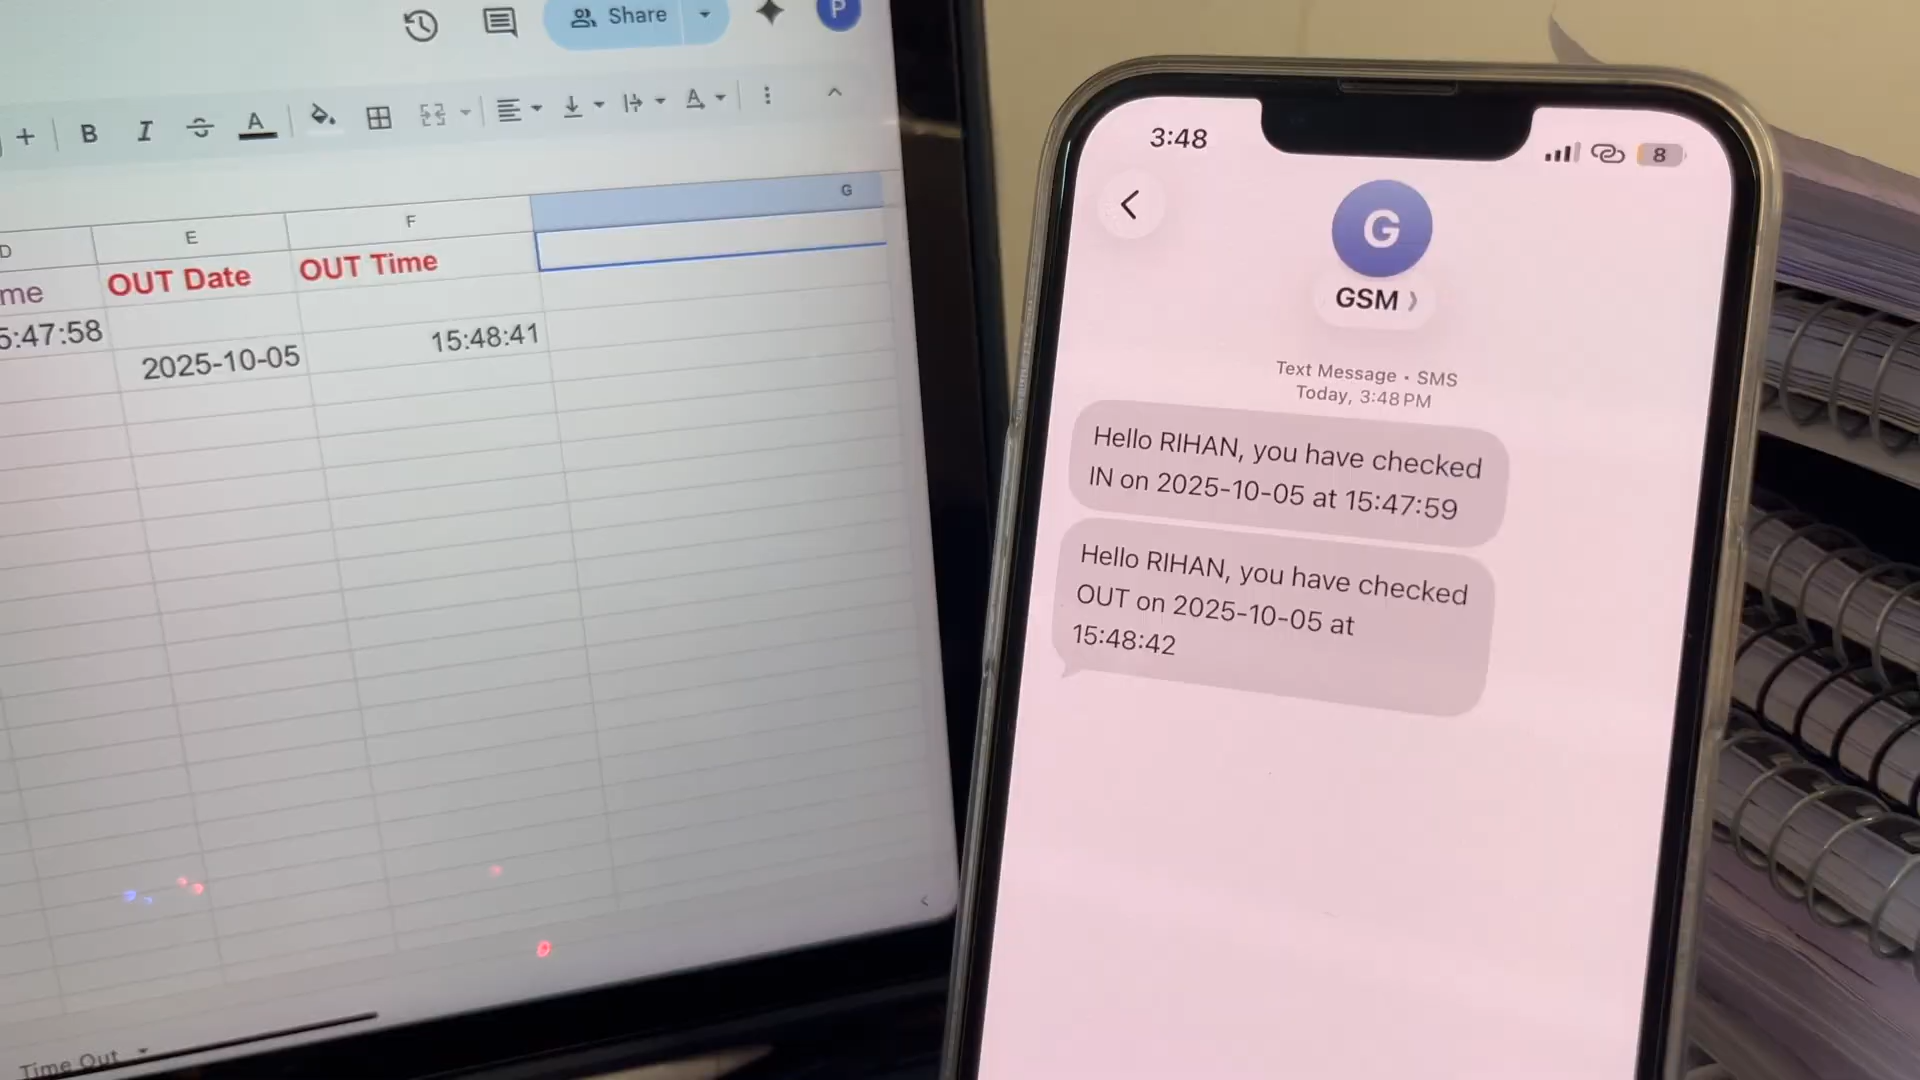 Share
P
B I S A
A
D E F G
me OUT Date OUT Time
5:47:58
2025-10-05 15:48:41
Time Out
3:48
8
G
GSM
Text Message • SMS
Today, 3:48 PM
Hello RIHAN, you have checked
IN on 2025-10-05 at 15:47:59
Hello RIHAN, you have checked
OUT on 2025-10-05 at
15:48:42